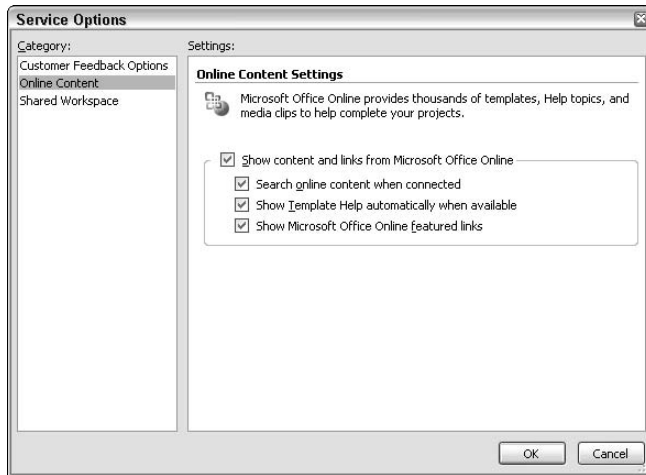 Service Options
Category:
Settings:
Customer Feedback Options
Online Content
Shared Workspace
Online Content Settings
Microsoft Office Online provides thousands of templates, Help topics, and
media clips to help complete your projects.
Show content and links from Microsoft Office Online
Search online content when connected
Show Template Help automatically when available
Show Microsoft Office Online featured links
OK
Cancel